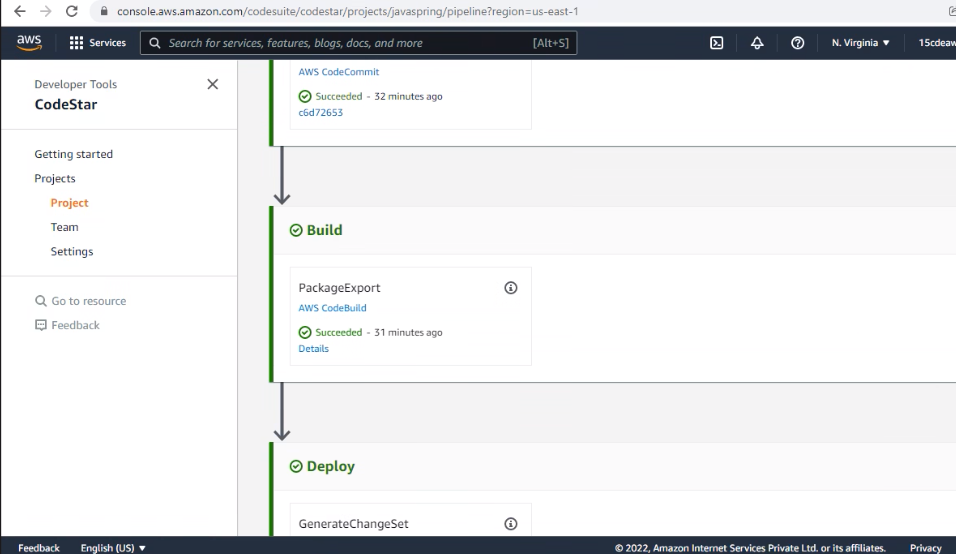 console.aws.amazon.com/codesuite/codestar/projects/javaspring/pipeline?region=us-east-1
aws
Services
Search for services, features, blogs, docs, and more
[Alt+S]
N. Virginia ▼
Developer Tools
CodeStar
Getting started
Projects
Project
Team
Settings
Go to resource
Feedback
AWS CodeCommit
Succeeded - 32 minutes ago
c6d72653
Build
PackageExport
AWS CodeBuild
Succeeded - 31 minutes ago
Details
Deploy
GenerateChangeSet
Feedback
English (US) ▼
© 2022, Amazon Internet Services Private Ltd. or its affiliates.
Privacy